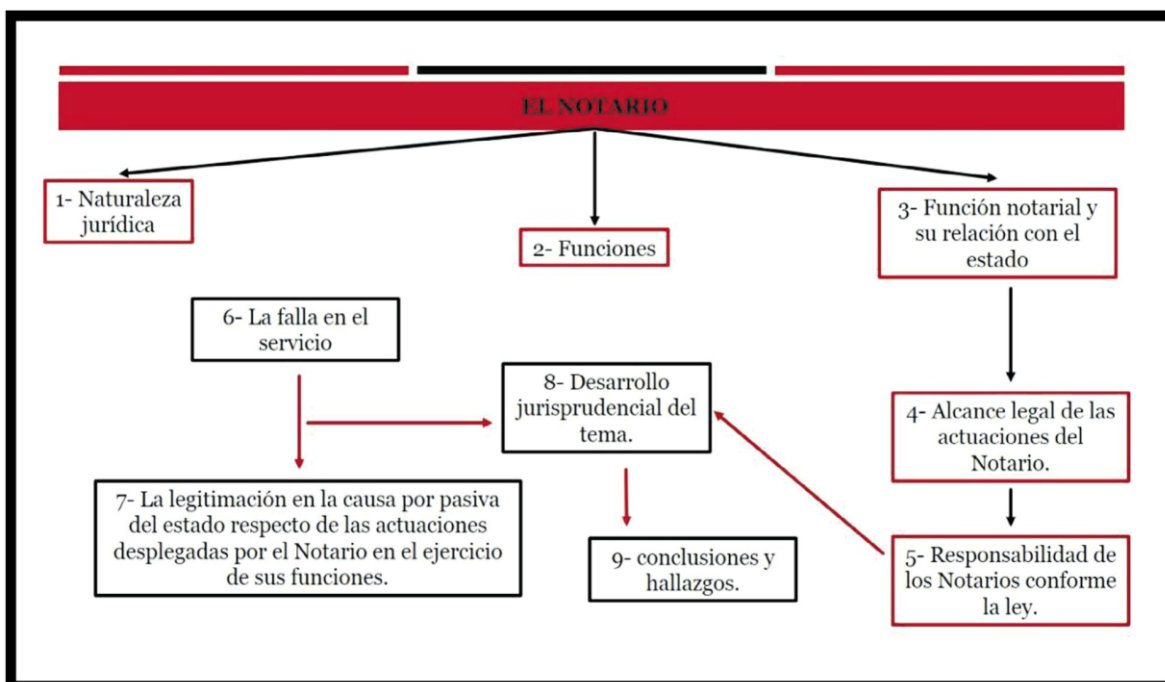 EL NOTARIO
1- Naturaleza
jurídica
2- Funciones
3- Función notarial y
su relación con el
estado
4- Alcance legal de las
actuaciones del
Notario.
5- Responsabilidad de
los Notarios conforme
la ley.
6- La falla en el
servicio
7- La legitimación en la causa por pasiva
del estado respecto de las actuaciones
desplegadas por el Notario en el ejercicio
de sus funciones.
8- Desarrollo
jurisprudencial del
tema.
9- conclusiones y
hallazgos.